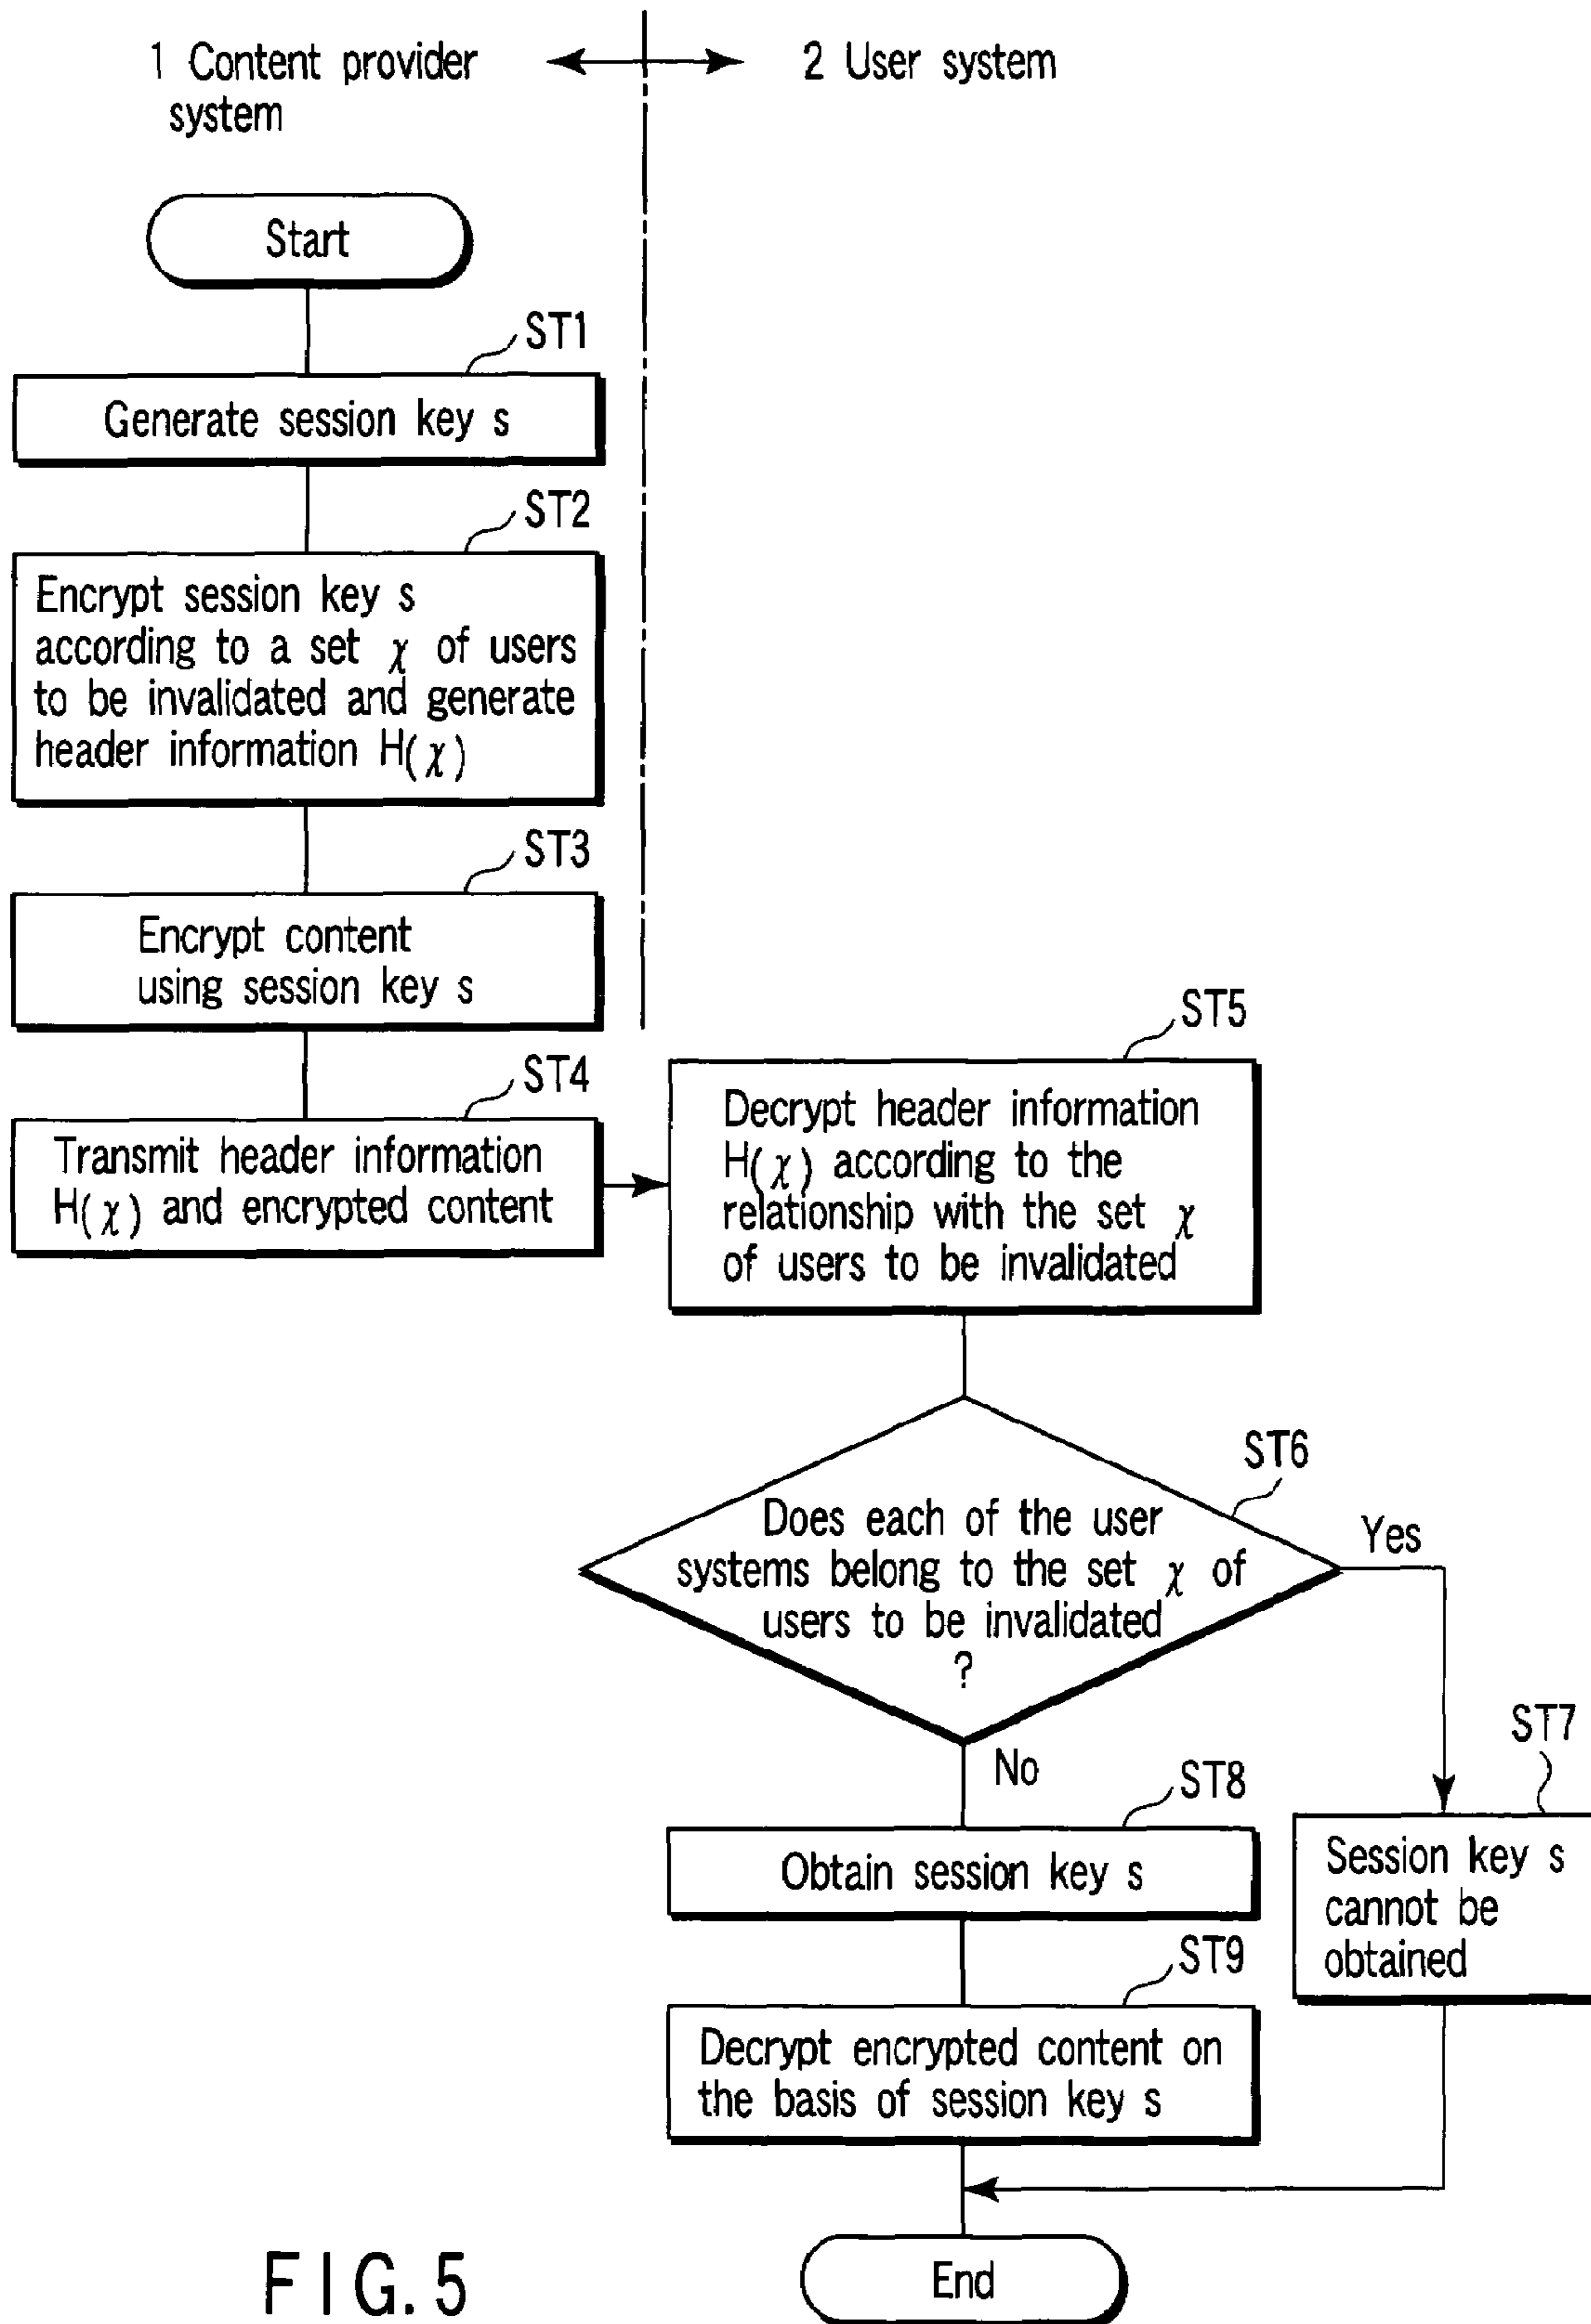 1 Content provider
system
2 User system
Start
ST1
Generate session key s
ST2
Encrypt session key s
according to a set χ of users
to be invalidated and generate
header information H(χ)
ST3
Encrypt content
using session key s
ST4
Transmit header information
H(χ) and encrypted content
ST5
Decrypt header information
H(χ) according to the
relationship with the set χ
of users to be invalidated
ST6
Does each of the user
systems belong to the set χ of
users to be invalidated
?
Yes
No
ST7
Session key s
cannot be
obtained
ST8
Obtain session key s
ST9
Decrypt encrypted content on
the basis of session key s
End
FIG. 5